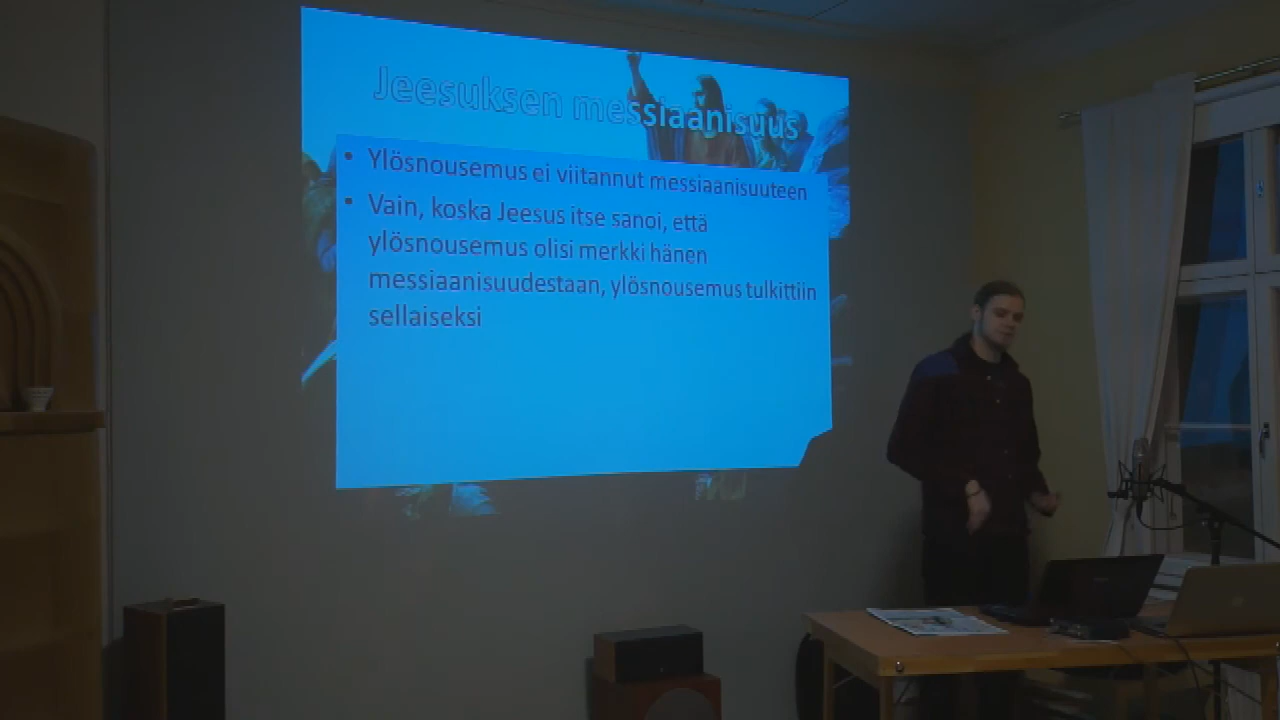 Jeesuksen messiaanisuus
• Ylösnousemus ei viitannut messiaanisuuteen
• Vain, koska Jeesus itse sanoi, että
ylösnousemus olisi merkki hänen
messiaanisuudestaan, ylösnousemus tulkittiin
sellaiseksi